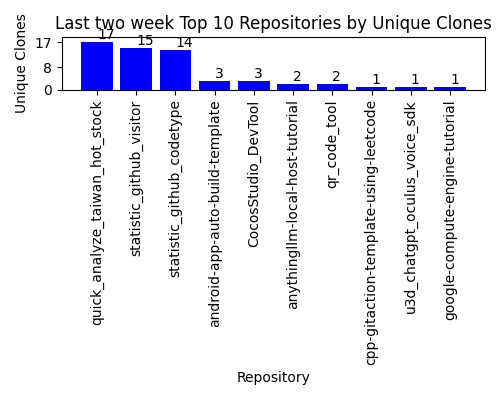 Last two week Top 10 Repositories by Unique Clones
Unique Clones
17
8
0
17
15
14
3
3
2
2
1
1
1
quick_analyze_taiwan_hot_stock
statistic_github_visitor
statistic_github_codetype
android-app-auto-build-template
CocosStudio_DevTool
anythingllm-local-host-tutorial
qr_code_tool
cpp-gitaction-template-using-leetcode
u3d_chatgpt_oculus_voice_sdk
google-compute-engine-tutorial
Repository